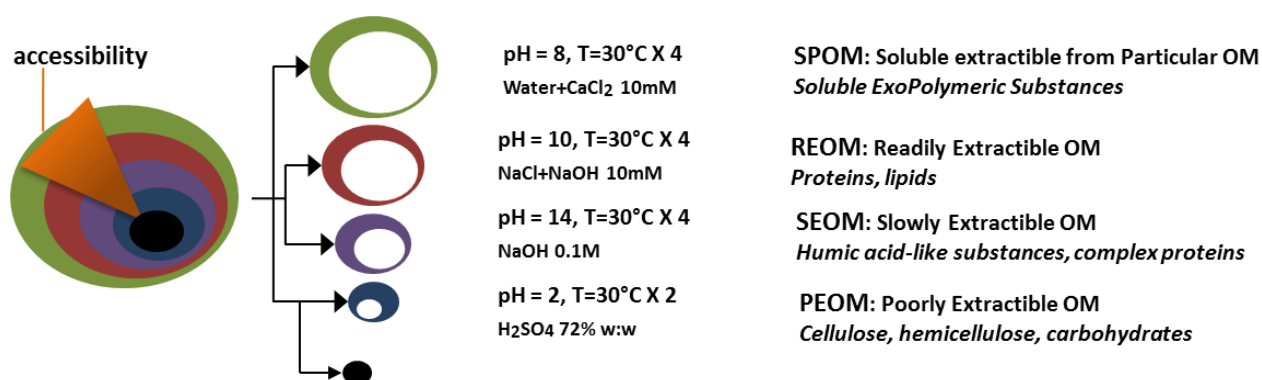 accessibility
pH = 8, T=30°C X 4
Water+CaCl₂ 10mM
SPOM: Soluble extractible from Particular OM
Soluble ExoPolymeric Substances
pH = 10, T=30°C X 4
NaCl+NaOH 10mM
REOM: Readily Extractible OM
Proteins, lipids
pH = 14, T=30°C X 4
NaOH 0.1M
SEOM: Slowly Extractible OM
Humic acid-like substances, complex proteins
pH = 2, T=30°C X 2
H₂SO₄ 72% w:w
PEOM: Poorly Extractible OM
Cellulose, hemicellulose, carbohydrates